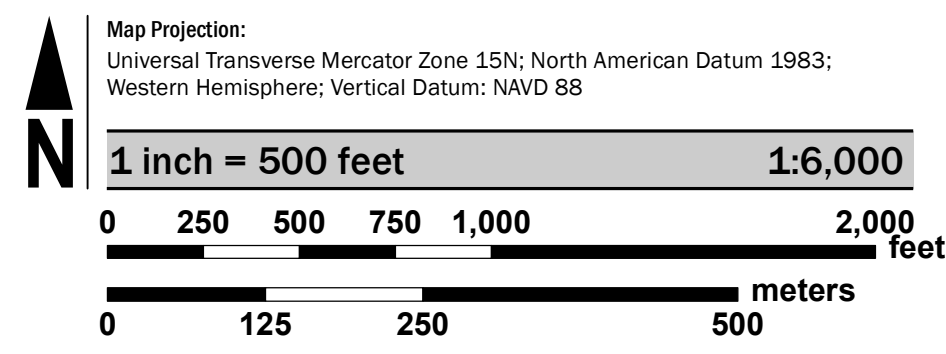 Map Projection:
Universal Transverse Mercator Zone 15N; North American Datum 1983;
Western Hemisphere; Vertical Datum: NAVD 88
N
1 inch = 500 feet 1:6,000
0 250 500 750 1,000 2,000
feet
meters
0 125 250 500